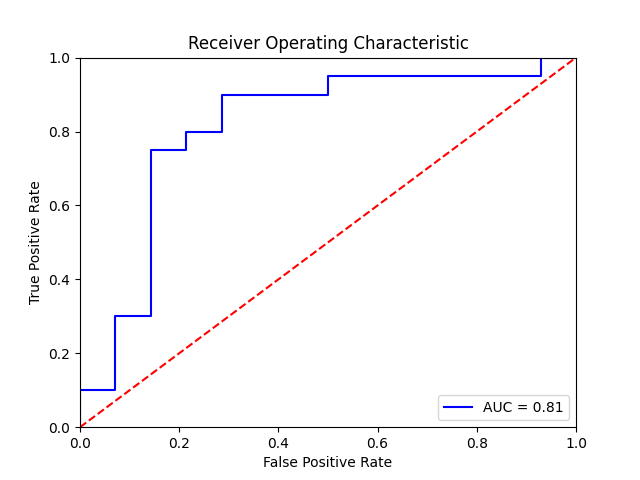 Receiver Operating Characteristic
1.0
0.8
0.6
0.4
0.2
0.0
True Positive Rate
AUC = 0.81
0.0 0.2 0.4 0.6 0.8 1.0
False Positive Rate